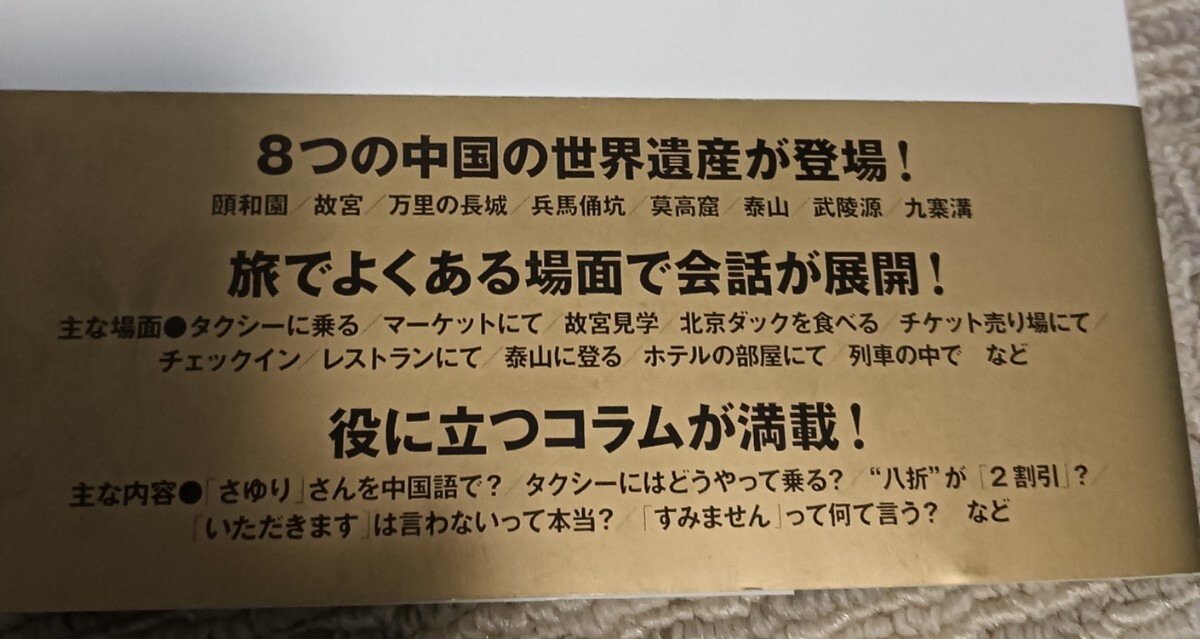 8つの中国の世界遺産が登場!
頤和園/故宮/万里の長城/兵馬俑坑/莫高窟/泰山/武陵源/九寨溝
旅でよくある場面で会話が展開!
主な場面●タクシーに乗る/マーケットにて/故宮見学/北京ダックを食べる/チケット売り場にて/
チェックイン/レストランにて/泰山に登る/ホテルの部屋にて/列車の中で など
役に立つコラムが満載!
主な内容●「さゆり」さんを中国語で?/タクシーにはどうやって乗る?/“八折”が「2割引」?/
「いただきます」は言わないって本当?/「すみません」って何て言う? など